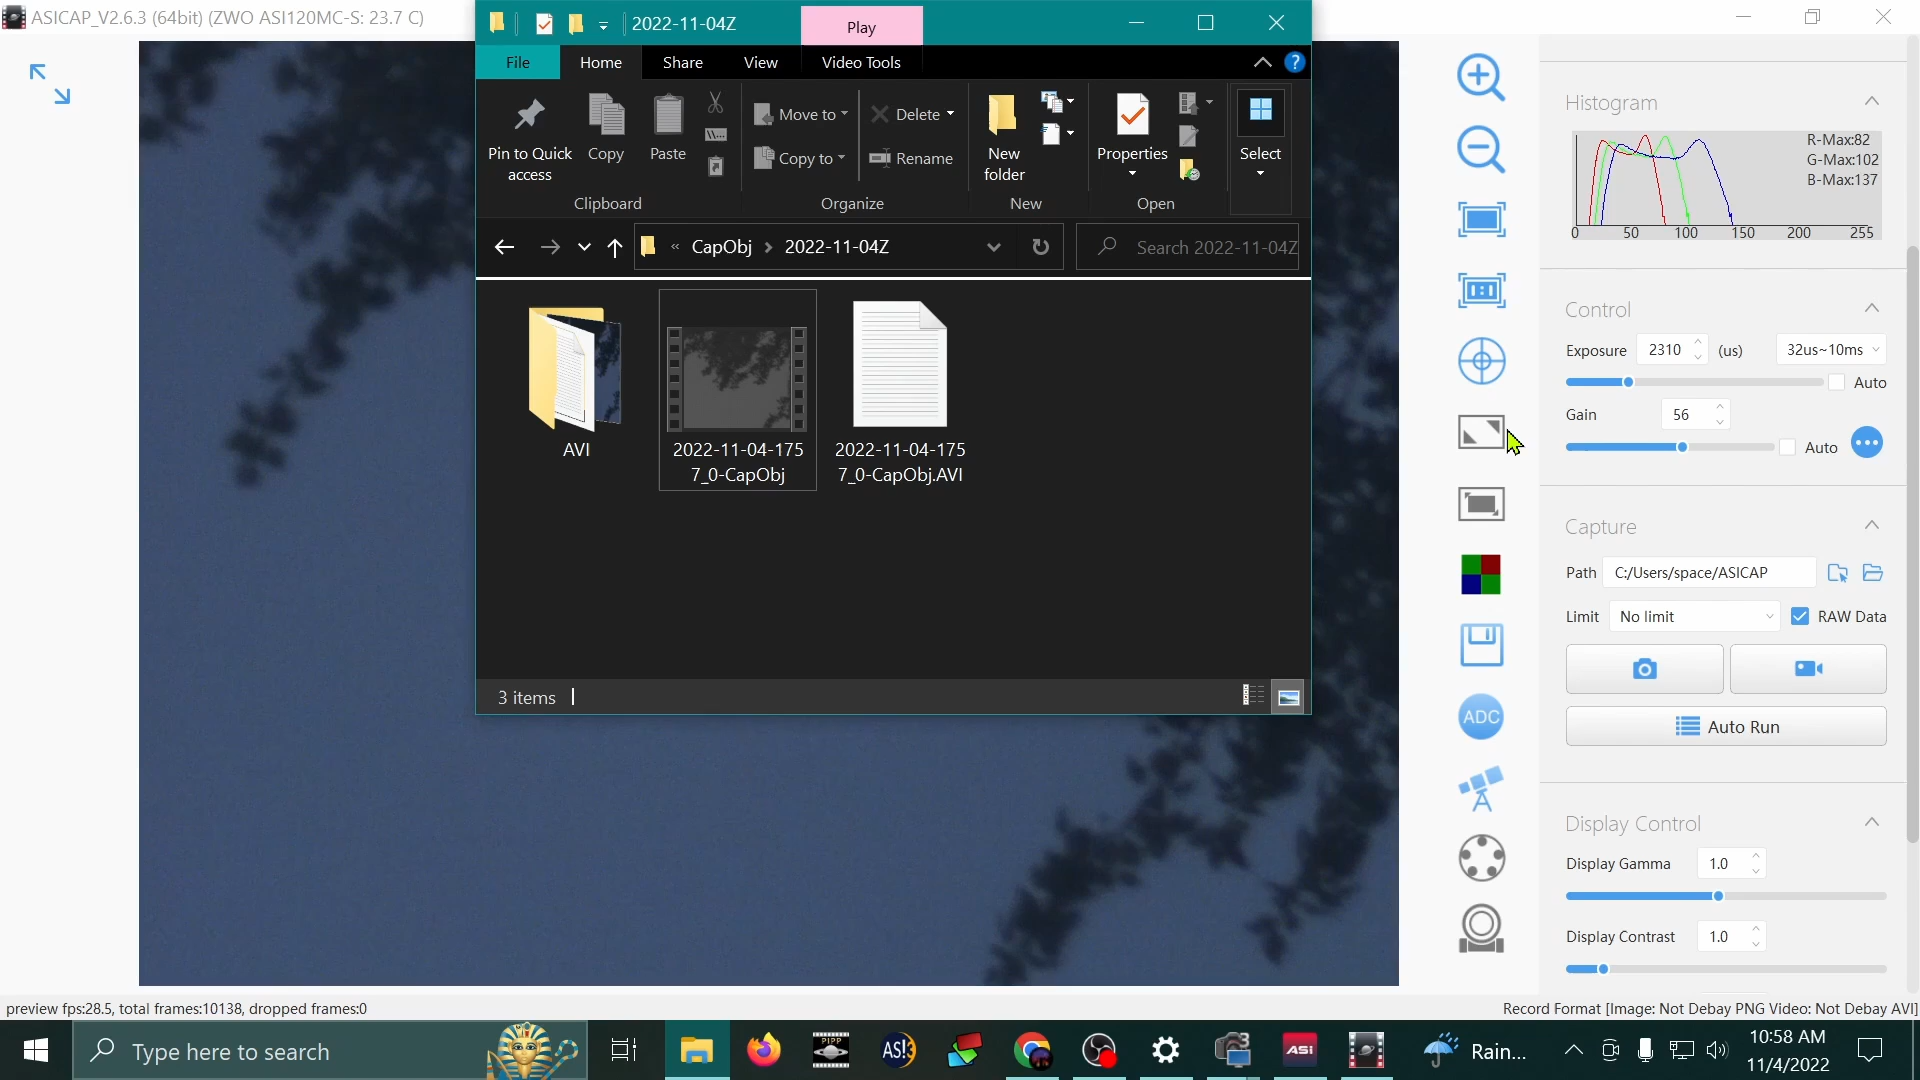 ASICAP_V2.6.3 (64bit) (ZWO ASI120MC-S: 23.7 C)
2022-11-04Z
Play
File
Home
Share
View
Video Tools
Pin to Quick
access
Copy
Paste
Move to
Copy to
Delete
Rename
New
folder
Properties
Select
Clipboard
Organize
New
Open
« CapObj > 2022-11-04Z
Search 2022-11-04Z
AVI
2022-11-04-175
7_0-CapObj
2022-11-04-175
7_0-CapObj.AVI
3 items
ADC
Histogram
R-Max:82
G-Max:102
B-Max:137
0 50 100 150 200 255
Control
Exposure 2310 (us) 32us~10ms
Auto
Gain 56
Auto
Capture
Path C:/Users/space/ASICAP
Limit No limit RAW Data
Auto Run
Display Control
Display Gamma 1.0
Display Contrast 1.0
preview fps:28.5, total frames:10138, dropped frames:0
Record Format [Image: Not Debay PNG Video: Not Debay AVI]
Type here to search
PIPP
AS!3
ASI
Rain...
10:58 AM
11/4/2022